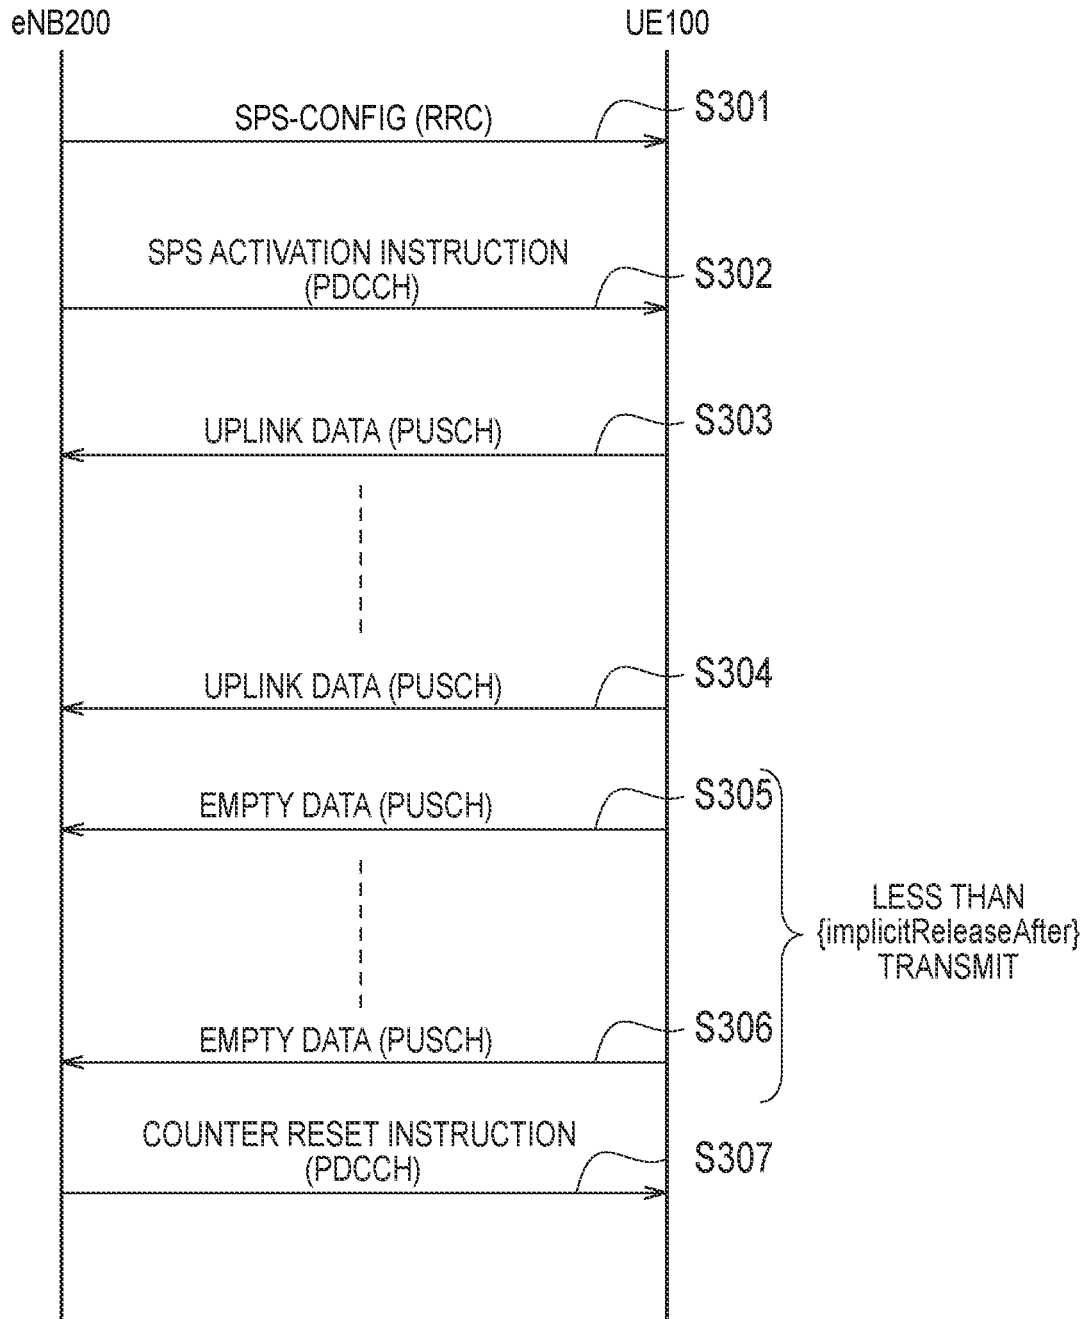 eNB200
UE100
SPS-CONFIG (RRC)
S301
SPS ACTIVATION INSTRUCTION
(PDCCH)
S302
UPLINK DATA (PUSCH)
S303
UPLINK DATA (PUSCH)
S304
EMPTY DATA (PUSCH)
S305
LESS THAN
{implicitReleaseAfter}
TRANSMIT
EMPTY DATA (PUSCH)
S306
COUNTER RESET INSTRUCTION
(PDCCH)
S307